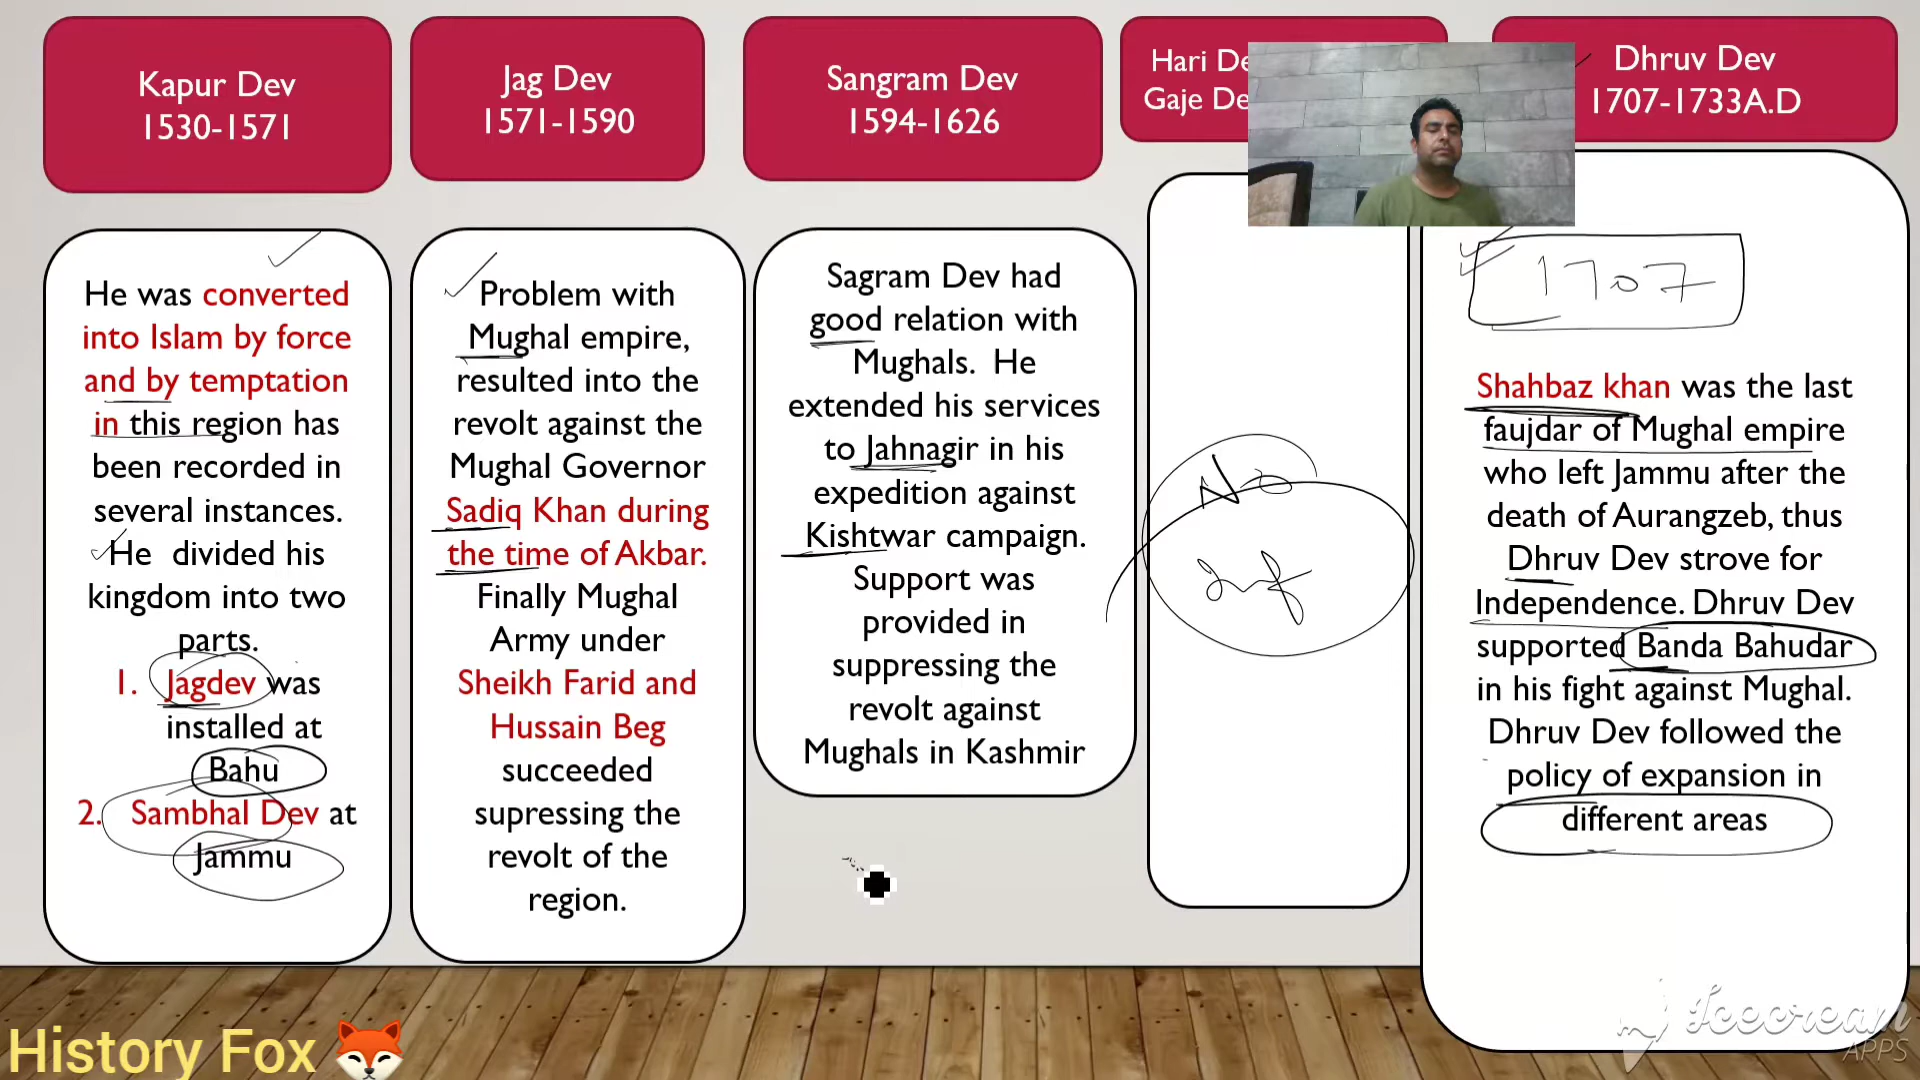 Kapur Dev
1530-1571
Jag Dev
1571-1590
Sangram Dev
1594-1626
Hari De
Gaje De
Dhruv Dev
1707-1733A.D
He was converted
into Islam by force
and by temptation
in this region has
been recorded in
several instances.
He divided his
kingdom into two
parts.
1. Jagdev was
installed at
Bahu
2. Sambhal Dev at
Jammu
Problem with
Mughal empire,
resulted into the
revolt against the
Mughal Governor
Sadiq Khan during
the time of Akbar.
Finally Mughal
Army under
Sheikh Farid and
Hussain Beg
succeeded
supressing the
revolt of the
region.
Sagram Dev had
good relation with
Mughals. He
extended his services
to Jahnagir in his
expedition against
Kishtwar campaign.
Support was
provided in
suppressing the
revolt against
Mughals in Kashmir
No
Inf
1707
Shahbaz khan was the last
faujdar of Mughal empire
who left Jammu after the
death of Aurangzeb, thus
Dhruv Dev strove for
Independence. Dhruv Dev
supported Banda Bahudar
in his fight against Mughal.
Dhruv Dev followed the
policy of expansion in
different areas
History Fox
Icecream
APPS